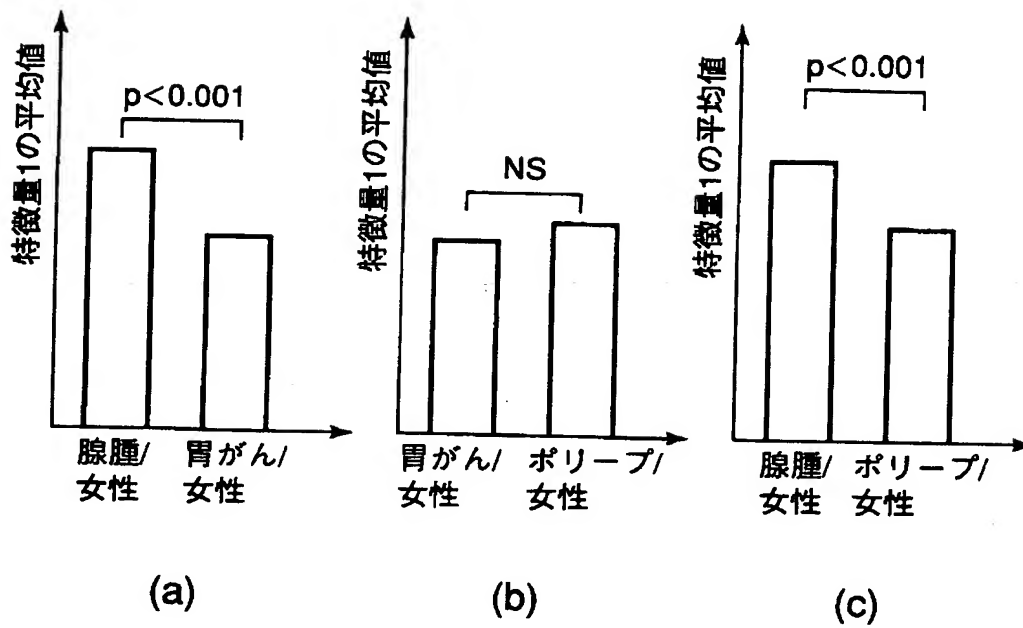 特徴量1の平均値
p<0.001
腺腫/
女性
胃がん/
女性
(a)
特徴量1の平均値
NS
胃がん/
女性
ポリープ/
女性
(b)
特徴量1の平均値
p<0.001
腺腫/
女性
ポリープ/
女性
(c)